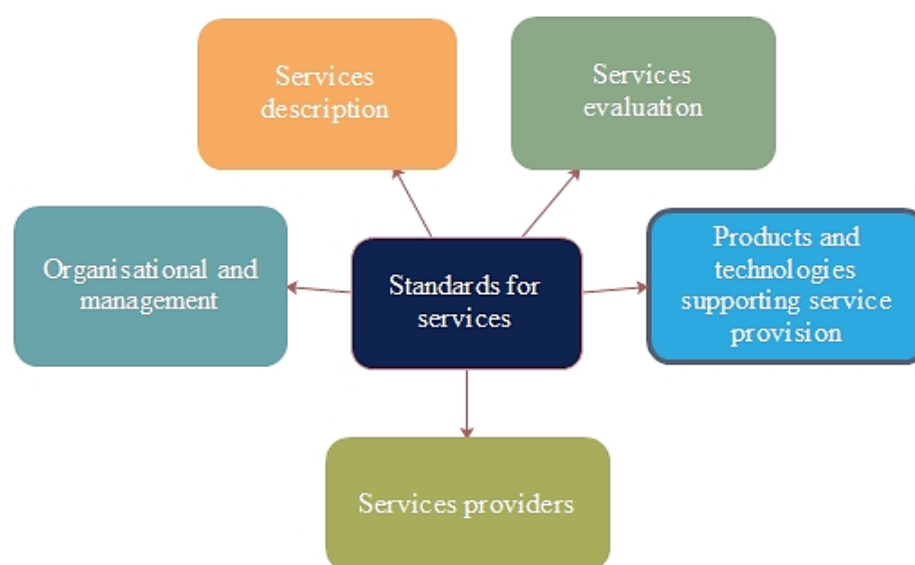 Services
description
Services
evaluation
Organisational and
management
Standards for
services
Products and
technologies
supporting service
provision
Services providers